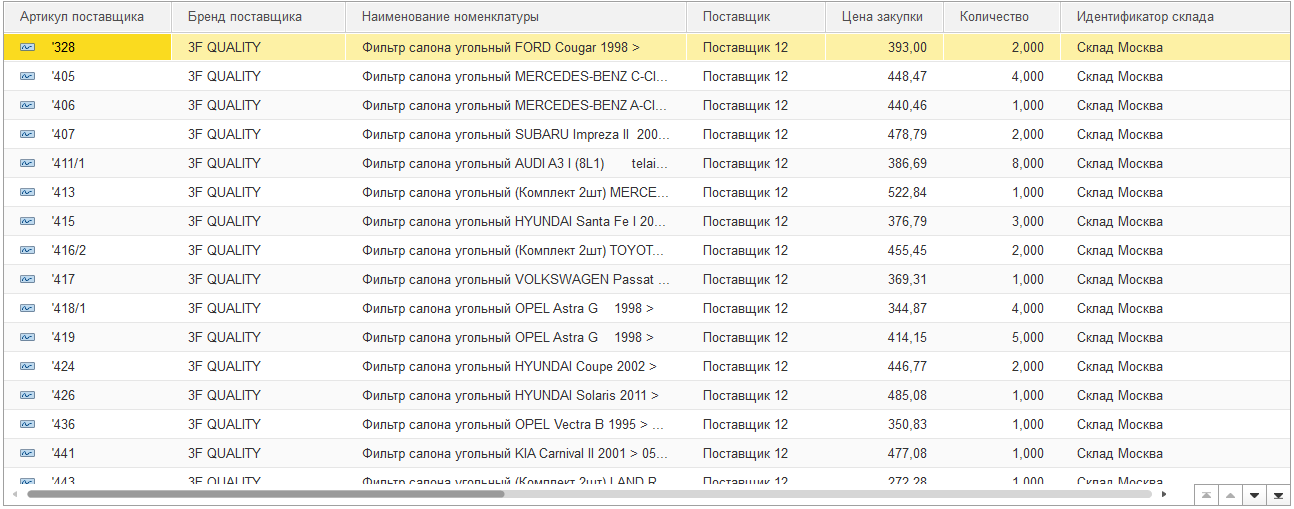 Артикул поставщика Бренд поставщика Наименование номенклатуры Поставщик Цена закупки Количество Идентификатор склада
'328 3F QUALITY Фильтр салона угольный FORD Cougar 1998 > Поставщик 12 393,00 2,000 Склад Москва
'405 3F QUALITY Фильтр салона угольный MERCEDES-BENZ C-Cl... Поставщик 12 448,47 4,000 Склад Москва
'406 3F QUALITY Фильтр салона угольный MERCEDES-BENZ A-Cl... Поставщик 12 440,46 1,000 Склад Москва
'407 3F QUALITY Фильтр салона угольный SUBARU Impreza II 200... Поставщик 12 478,79 2,000 Склад Москва
'411/1 3F QUALITY Фильтр салона угольный AUDI A3 I (8L1) telai... Поставщик 12 386,69 8,000 Склад Москва
'413 3F QUALITY Фильтр салона угольный (Комплект 2шт) MERCE... Поставщик 12 522,84 1,000 Склад Москва
'415 3F QUALITY Фильтр салона угольный HYUNDAI Santa Fe I 20... Поставщик 12 376,79 3,000 Склад Москва
'416/2 3F QUALITY Фильтр салона угольный (Комплект 2шт) TOYOT... Поставщик 12 455,45 2,000 Склад Москва
'417 3F QUALITY Фильтр салона угольный VOLKSWAGEN Passat ... Поставщик 12 369,31 1,000 Склад Москва
'418/1 3F QUALITY Фильтр салона угольный OPEL Astra G 1998 > Поставщик 12 344,87 4,000 Склад Москва
'419 3F QUALITY Фильтр салона угольный OPEL Astra G 1998 > Поставщик 12 414,15 5,000 Склад Москва
'424 3F QUALITY Фильтр салона угольный HYUNDAI Coupe 2002 > Поставщик 12 446,77 2,000 Склад Москва
'426 3F QUALITY Фильтр салона угольный HYUNDAI Solaris 2011 > Поставщик 12 485,08 1,000 Склад Москва
'436 3F QUALITY Фильтр салона угольный OPEL Vectra B 1995 > ... Поставщик 12 350,83 1,000 Склад Москва
'441 3F QUALITY Фильтр салона угольный KIA Carnival II 2001 > 05... Поставщик 12 477,08 1,000 Склад Москва
'443 3F QUALITY Фильтр салона угольный (Комплект 2шт) LAND R... Поставщик 12 272,28 1,000 Склад Москва